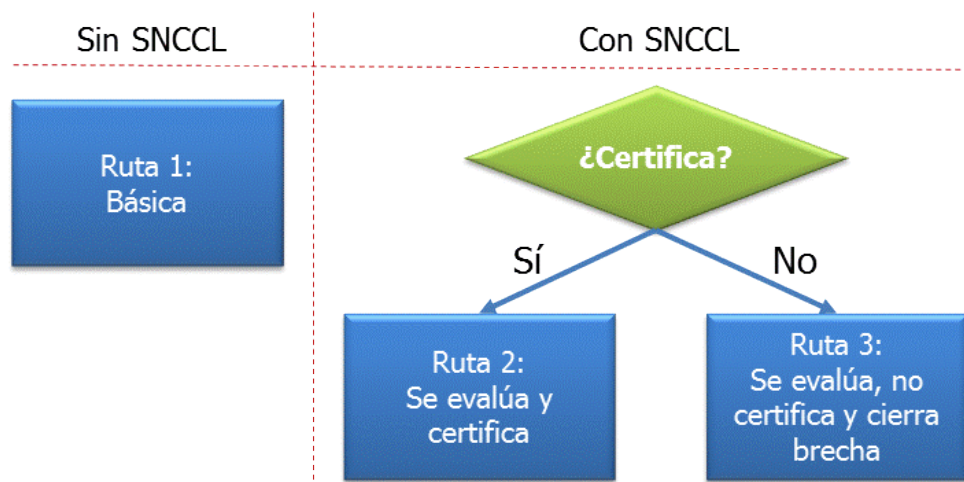 Sin SNCCL
Con SNCCL
Ruta 1:
Básica
¿Certifica?
Sí
No
Ruta 2:
Se evalúa y
certifica
Ruta 3:
Se evalúa, no
certifica y cierra
brecha